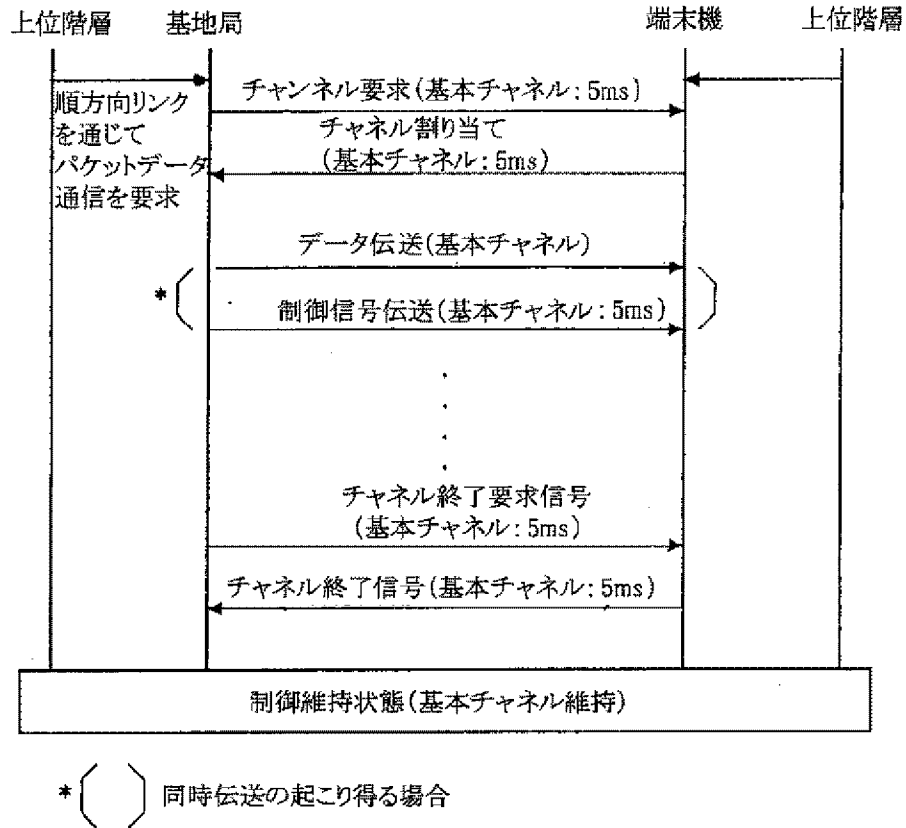 上位階層 基地局 端末機 上位階層
チャンネル要求(基本チャネル:5ms)
順方向リンク
を通じて
パケットデータ
通信を要求
チャネル割り当て
(基本チャネル:5ms)
データ伝送(基本チャネル)
*
制御信号伝送(基本チャネル:5ms)
チャネル終了要求信号
(基本チャネル:5ms)
チャネル終了信号(基本チャネル:5ms)
制御維持状態(基本チャネル維持)
*( ) 同時伝送の起こり得る場合